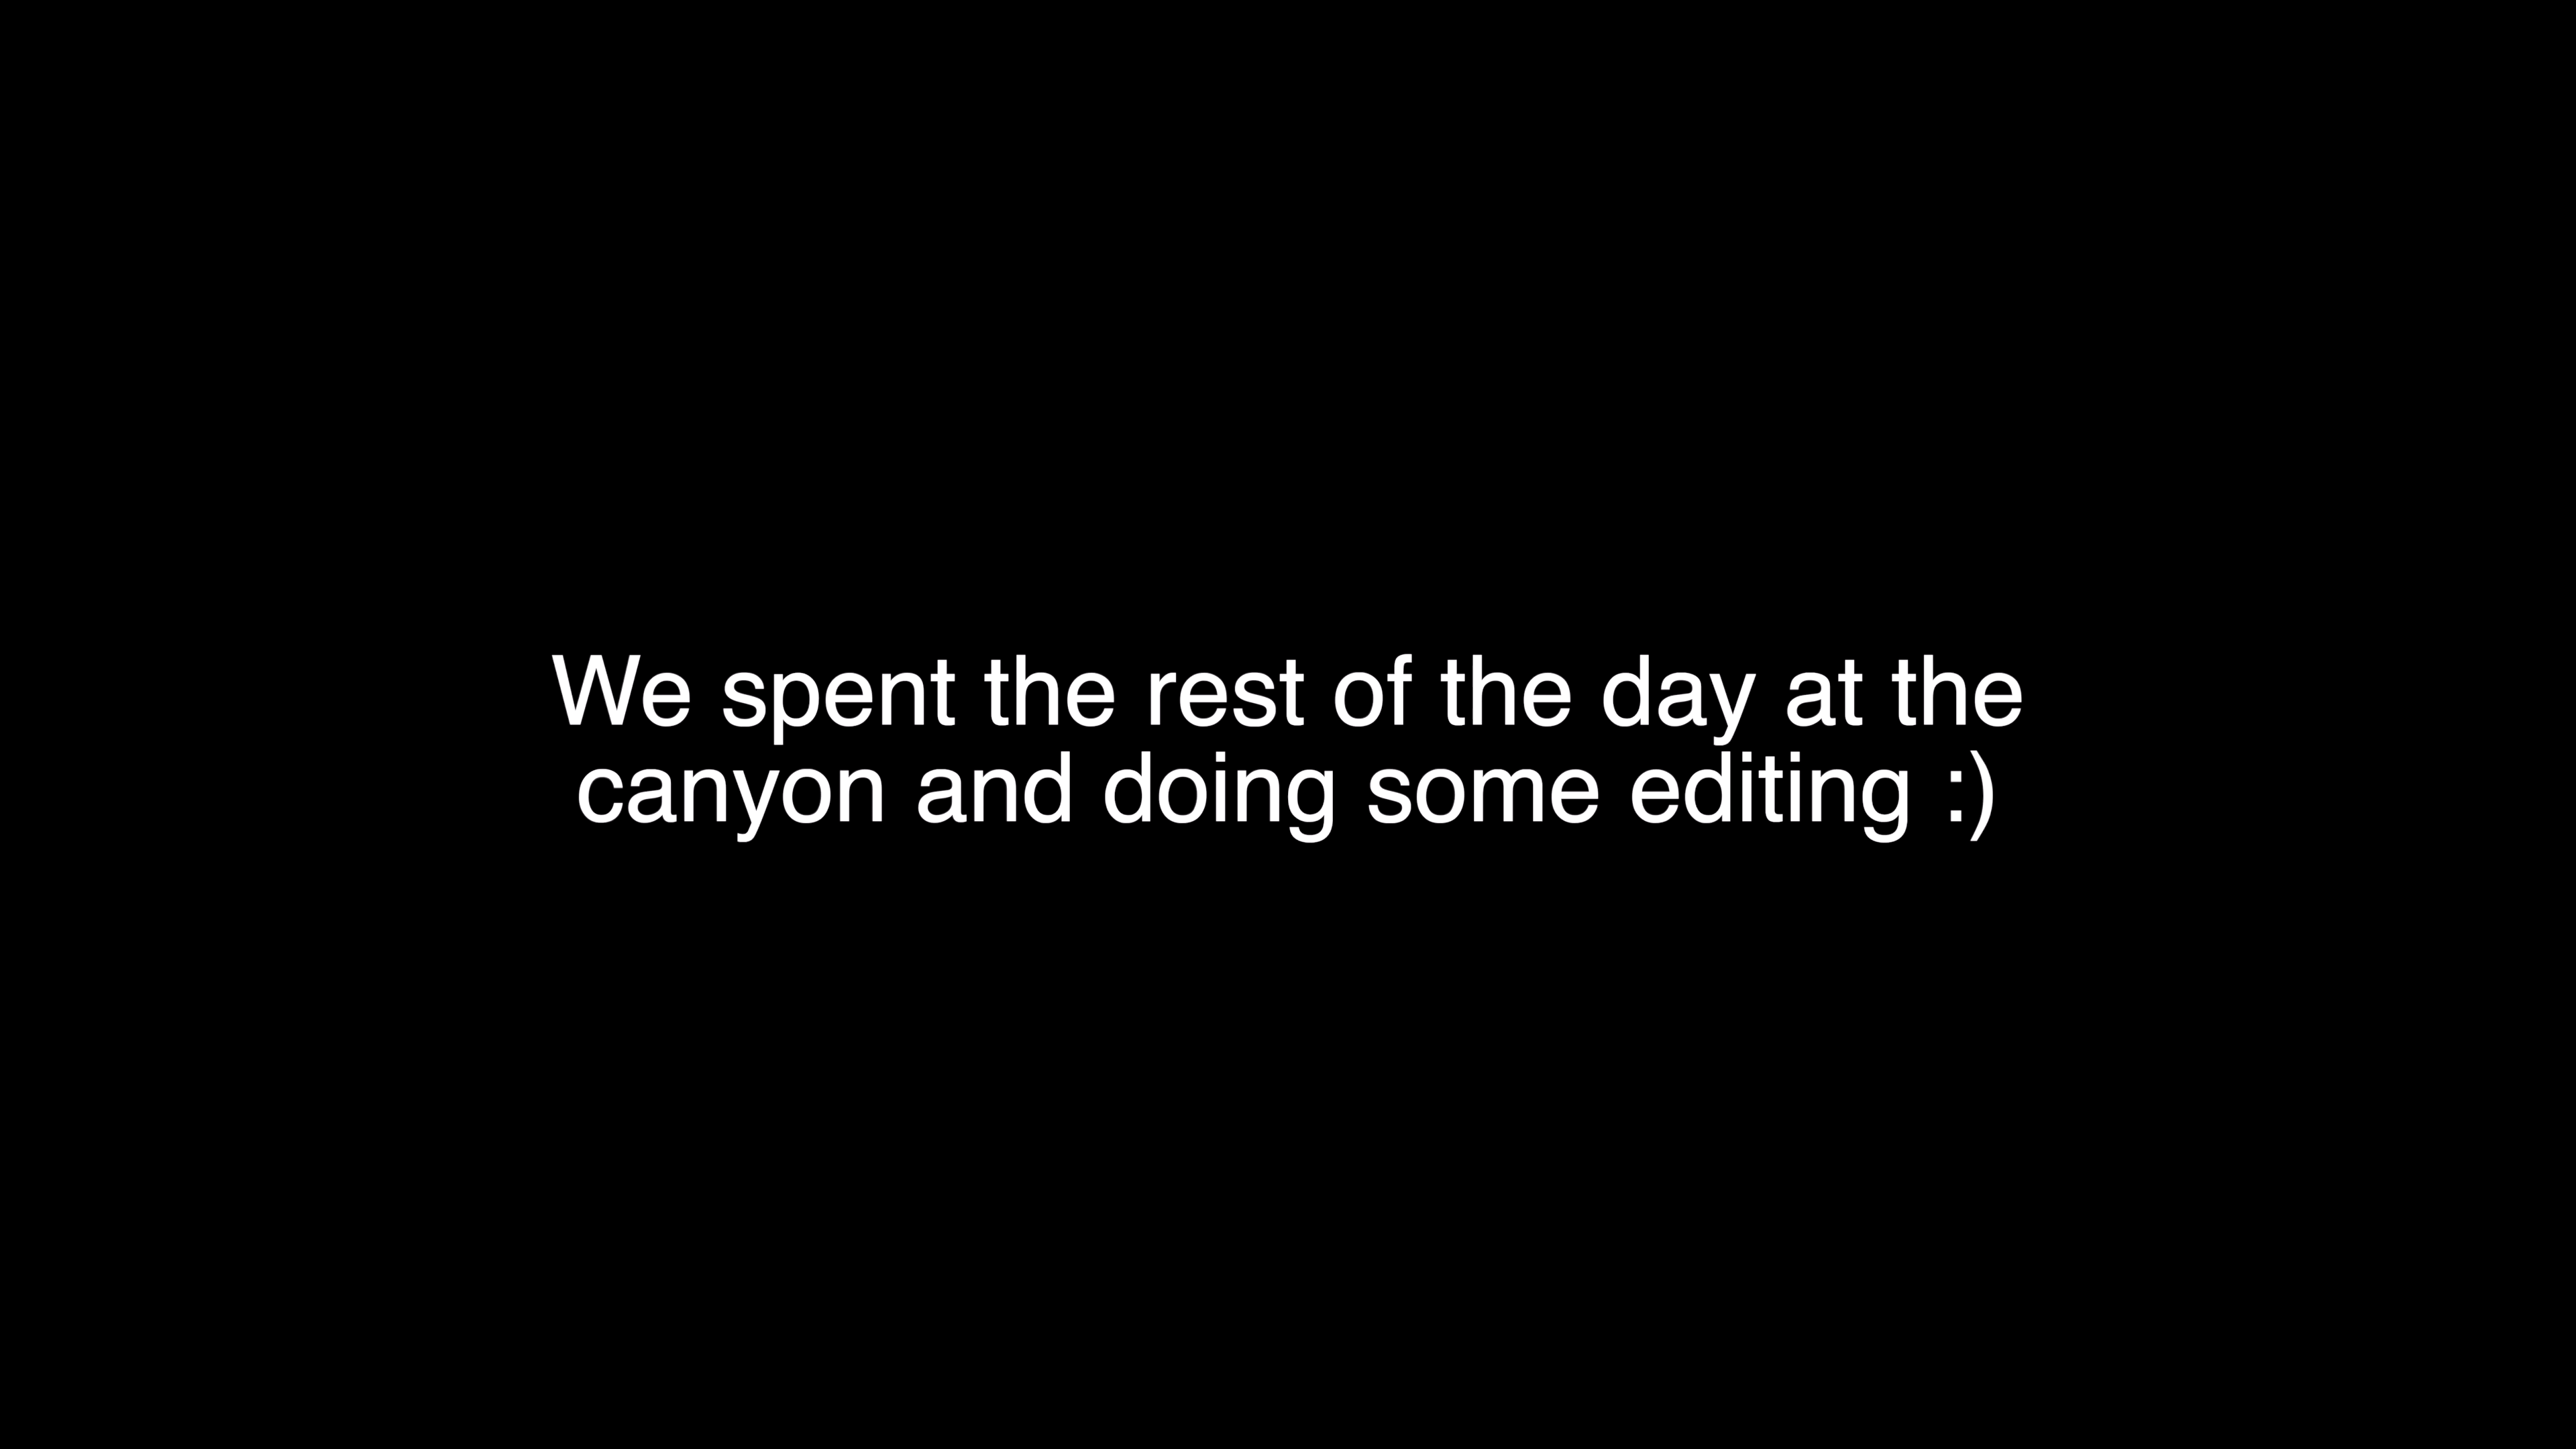 We spent the rest of the day at the
canyon and doing some editing :)